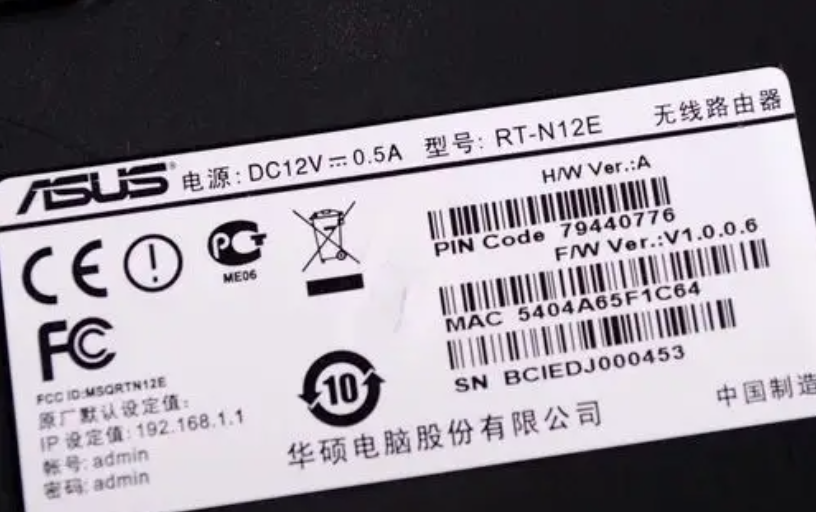 无线路由器
ASUS® 电源: DC12V⎓0.5A 型号: RT-N12E
H/W Ver.:A
PIN Code 79440776
F/W Ver.:V1.0.0.6
MAC 5404A65F1C64
SN BCIEDJ000453
CE
PCT
ME06
FC
FCC ID:MSQRTN12E
原厂默认设定值:
IP 设定值: 192.168.1.1
帐号: admin
密码: admin
10
华硕电脑股份有限公司
中国制造